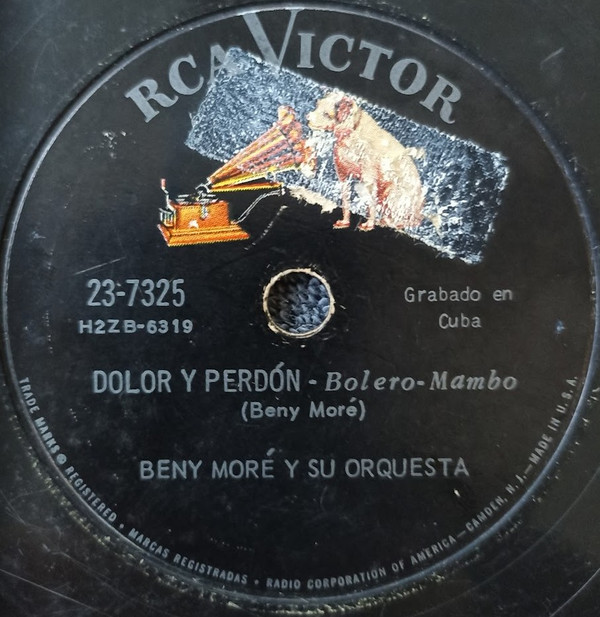 RCA VICTOR
23-7325
H2ZB-6319
Grabado en
Cuba
DOLOR Y PERDÓN - Bolero-Mambo
(Beny Moré)
BENY MORÉ Y SU ORQUESTA
TRADE MARKS ® REGISTERED • MARCAS REGISTRADAS • RADIO CORPORATION OF AMERICA — CAMDEN, N. J. — MADE IN U. S. A.